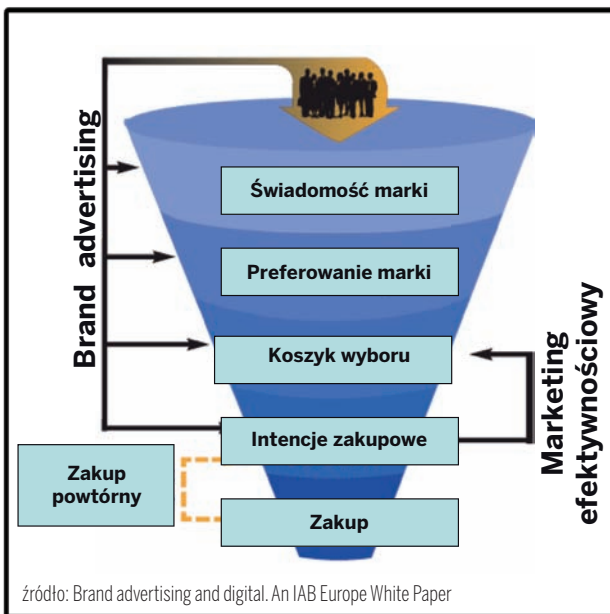 Brand advertising
Świadomość marki
Preferowanie marki
Koszyk wyboru
Intencje zakupowe
Zakup
powtórny
Zakup
Marketing
efektywnościowy
źródło: Brand advertising and digital. An IAB Europe White Paper